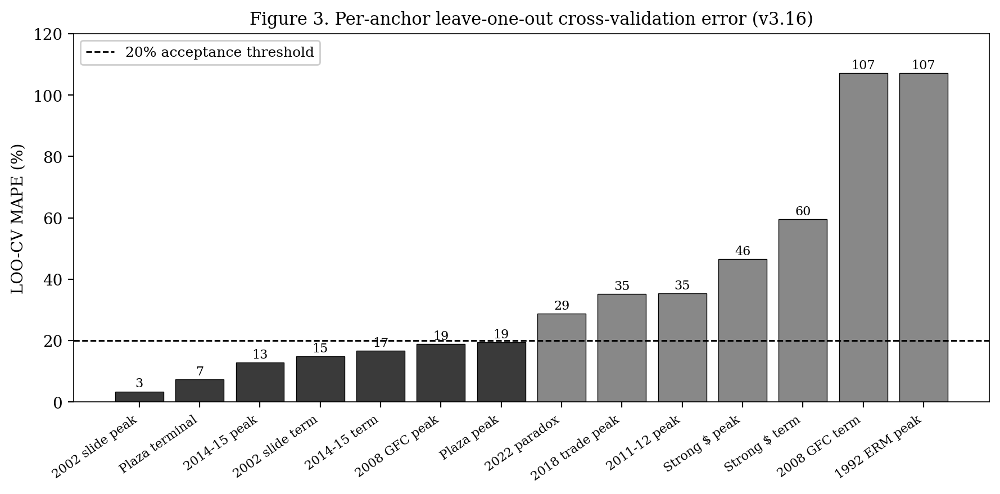 Figure 3. Per-anchor leave-one-out cross-validation error (v3.16)
20% acceptance threshold
LOO-CV MAPE (%)
120
100
80
60
40
20
0
3
7
13
15
17
19
19
29
35
35
46
60
107
107
2002 slide peak
Plaza terminal
2014-15 peak
2002 slide term
2014-15 term
2008 GFC peak
Plaza peak
2022 paradox
2018 trade peak
2011-12 peak
Strong $ peak
Strong $ term
2008 GFC term
1992 ERM peak